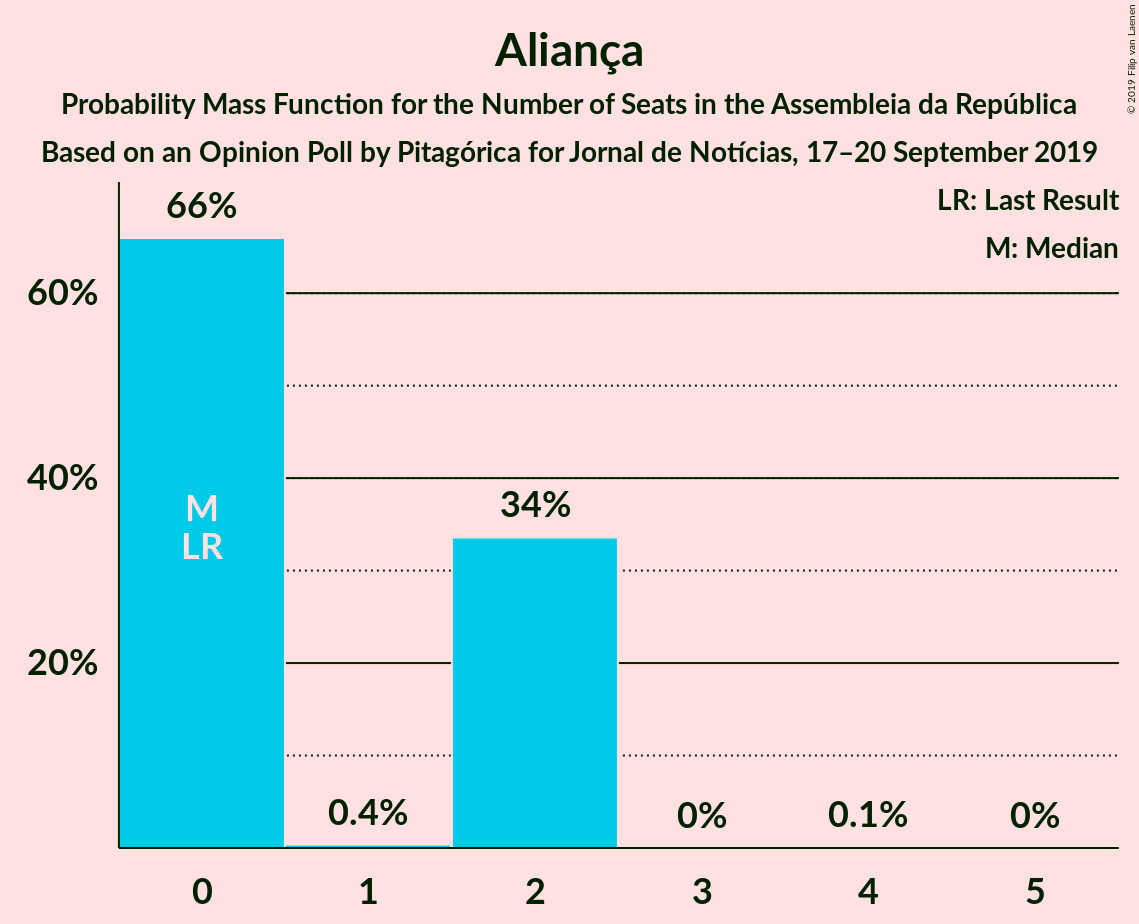 Aliança
Probability Mass Function for the Number of Seats in the Assembleia da República
Based on an Opinion Poll by Pitagórica for Jornal de Notícias, 17–20 September 2019
© 2019 Filip van Laenen
LR: Last Result
M: Median
66%
60%
40%
20%
M
LR
0.4%
34%
0%
0.1%
0%
0 1 2 3 4 5